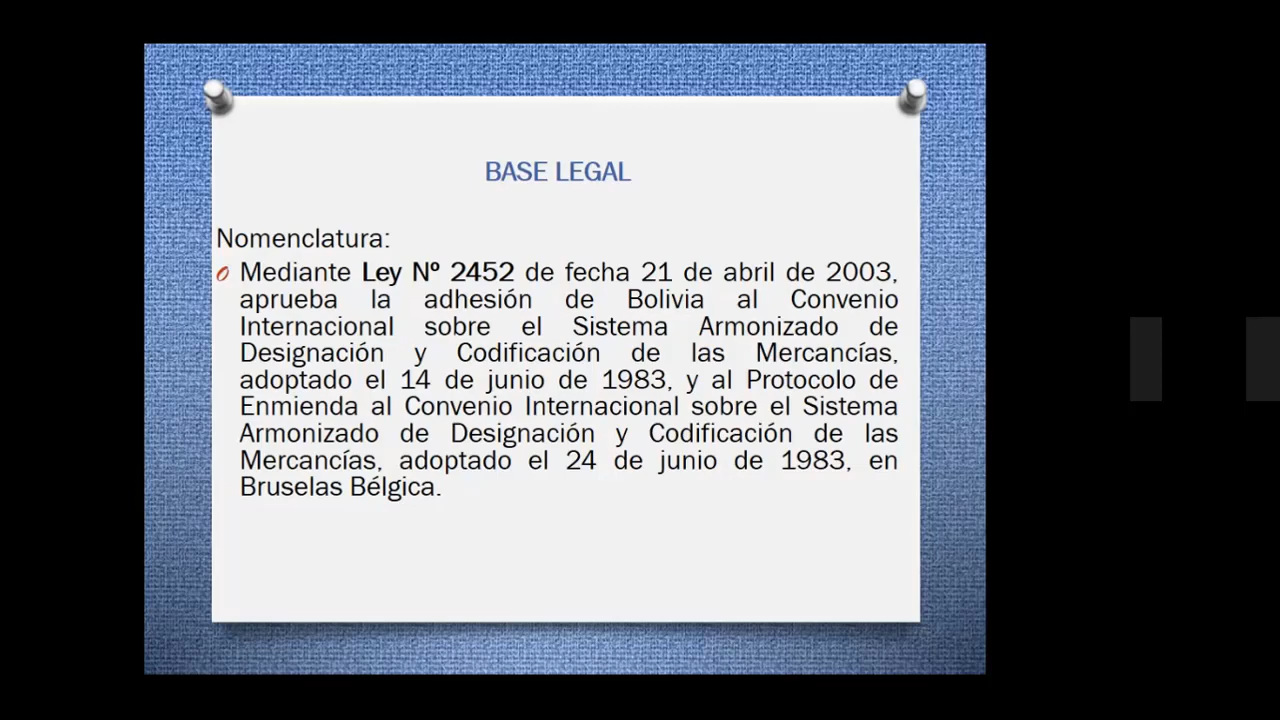 BASE LEGAL
Nomenclatura:
Mediante Ley Nº 2452 de fecha 21 de abril de 2003,
aprueba la adhesión de Bolivia al Convenio
Internacional sobre el Sistema Armonizado de
Designación y Codificación de las Mercancías,
adoptado el 14 de junio de 1983, y al Protocolo de
Enmienda al Convenio Internacional sobre el Sistema
Armonizado de Designación y Codificación de las
Mercancías, adoptado el 24 de junio de 1983, en
Bruselas Bélgica.